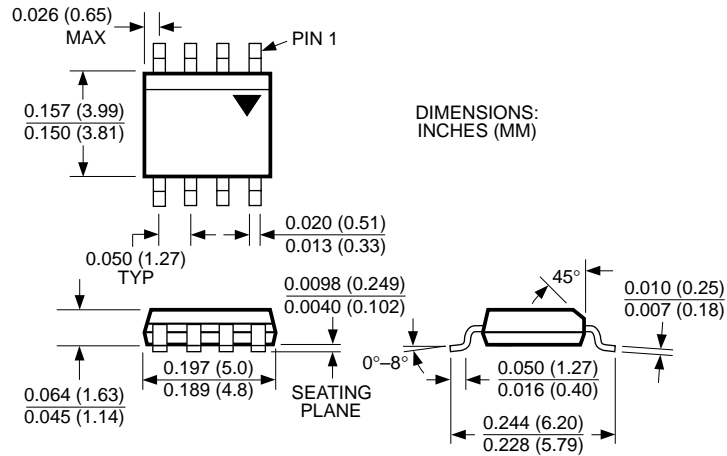 0.026 (0.65)
MAX
PIN 1
0.157 (3.99)
0.150 (3.81)
DIMENSIONS:
INCHES (MM)
0.020 (0.51)
0.013 (0.33)
0.050 (1.27)
TYP
0.0098 (0.249)
0.0040 (0.102)
45°
0.010 (0.25)
0.007 (0.18)
0°–8°
0.197 (5.0)
0.189 (4.8)
0.050 (1.27)
0.016 (0.40)
0.064 (1.63)
0.045 (1.14)
SEATING
PLANE
0.244 (6.20)
0.228 (5.79)